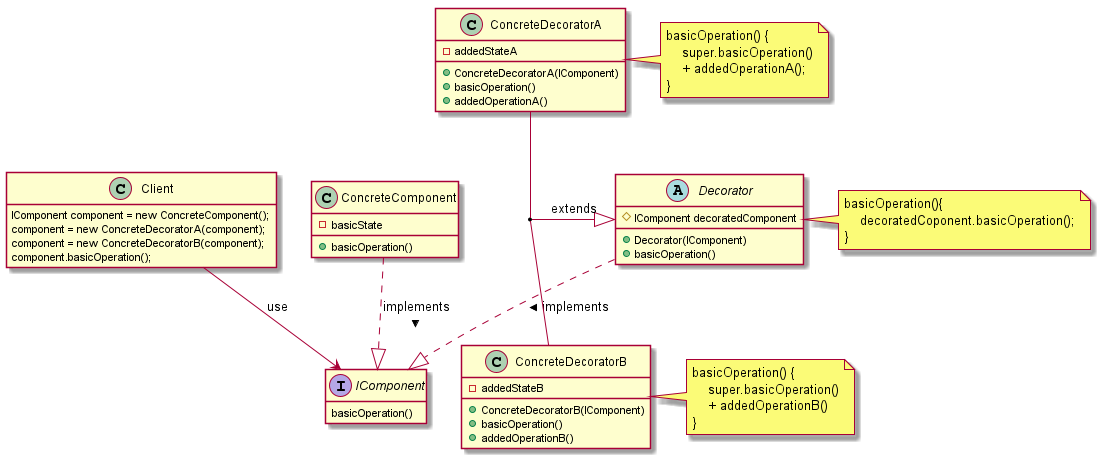 C ConcreteDecoratorA
addedStateA
ConcreteDecoratorA(IComponent)
basicOperation()
addedOperationA()
basicOperation() {
super.basicOperation()
+ addedOperationA();
}
C Client
IComponent component = new ConcreteComponent();
component = new ConcreteDecoratorA(component);
component = new ConcreteDecoratorB(component);
component.basicOperation();
C ConcreteComponent
basicState
basicOperation()
extends
A Decorator
IComponent decoratedComponent
Decorator(IComponent)
basicOperation()
basicOperation(){
decoratedCoponent.basicOperation();
}
use
implements
implements
I IComponent
basicOperation()
C ConcreteDecoratorB
addedStateB
ConcreteDecoratorB(IComponent)
basicOperation()
addedOperationB()
basicOperation() {
super.basicOperation()
+ addedOperationB()
}